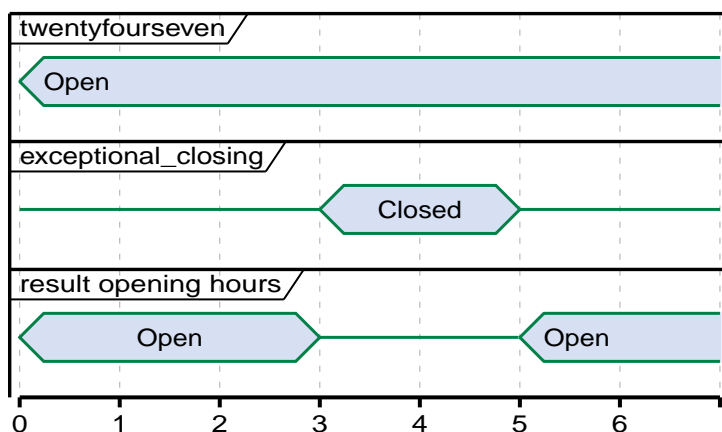 twentyfourseven
Open
exceptional_closing
Closed
result opening hours
Open Open
0 1 2 3 4 5 6